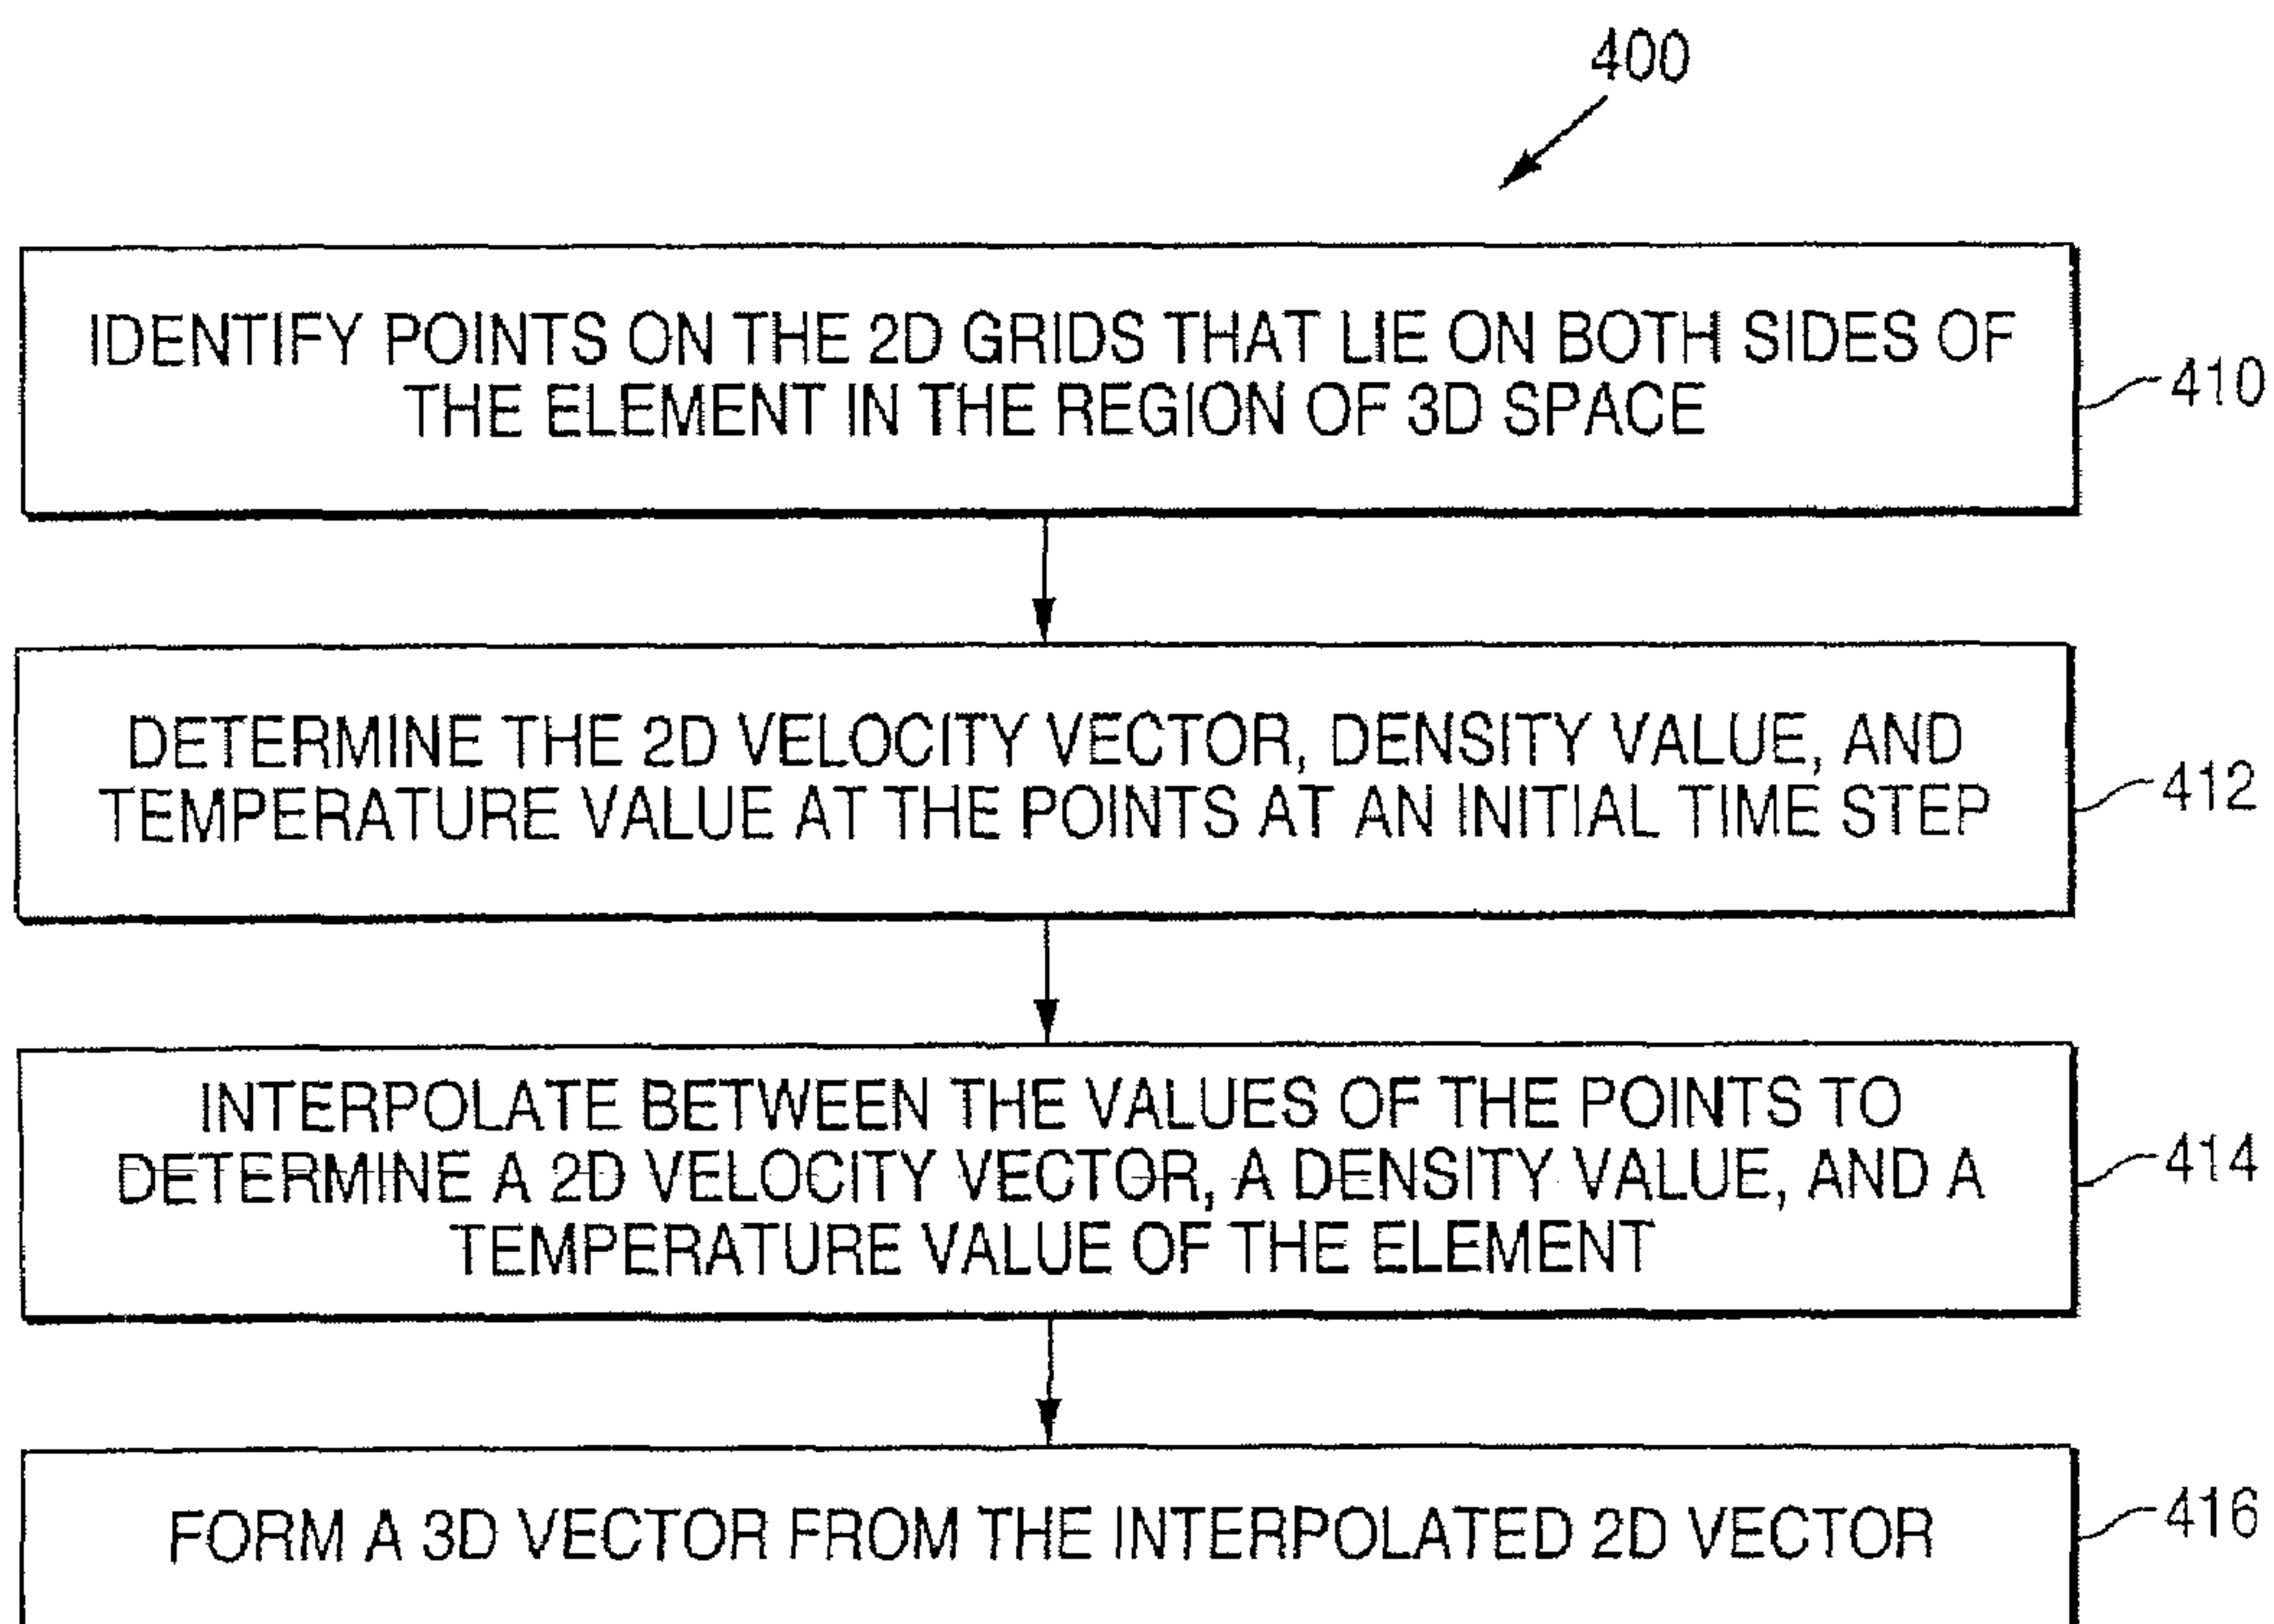 400
IDENTIFY POINTS ON THE 2D GRIDS THAT LIE ON BOTH SIDES OF
THE ELEMENT IN THE REGION OF 3D SPACE
410
DETERMINE THE 2D VELOCITY VECTOR, DENSITY VALUE, AND
TEMPERATURE VALUE AT THE POINTS AT AN INITIAL TIME STEP
412
INTERPOLATE BETWEEN THE VALUES OF THE POINTS TO
DETERMINE A 2D VELOCITY VECTOR, A DENSITY VALUE, AND A
TEMPERATURE VALUE OF THE ELEMENT
414
FORM A 3D VECTOR FROM THE INTERPOLATED 2D VECTOR
416